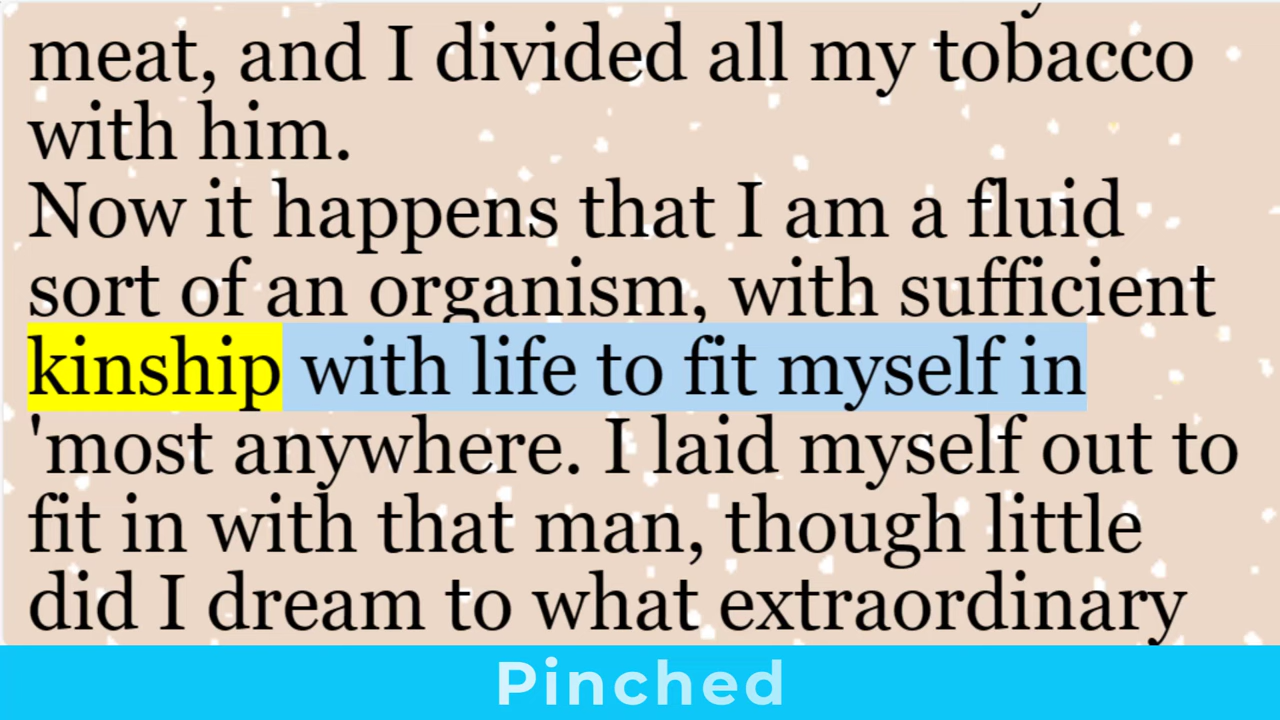 meat, and I divided all my tobacco
with him.
Now it happens that I am a fluid
sort of an organism, with sufficient
kinship with life to fit myself in
'most anywhere. I laid myself out to
fit in with that man, though little
did I dream to what extraordinary
Pinched